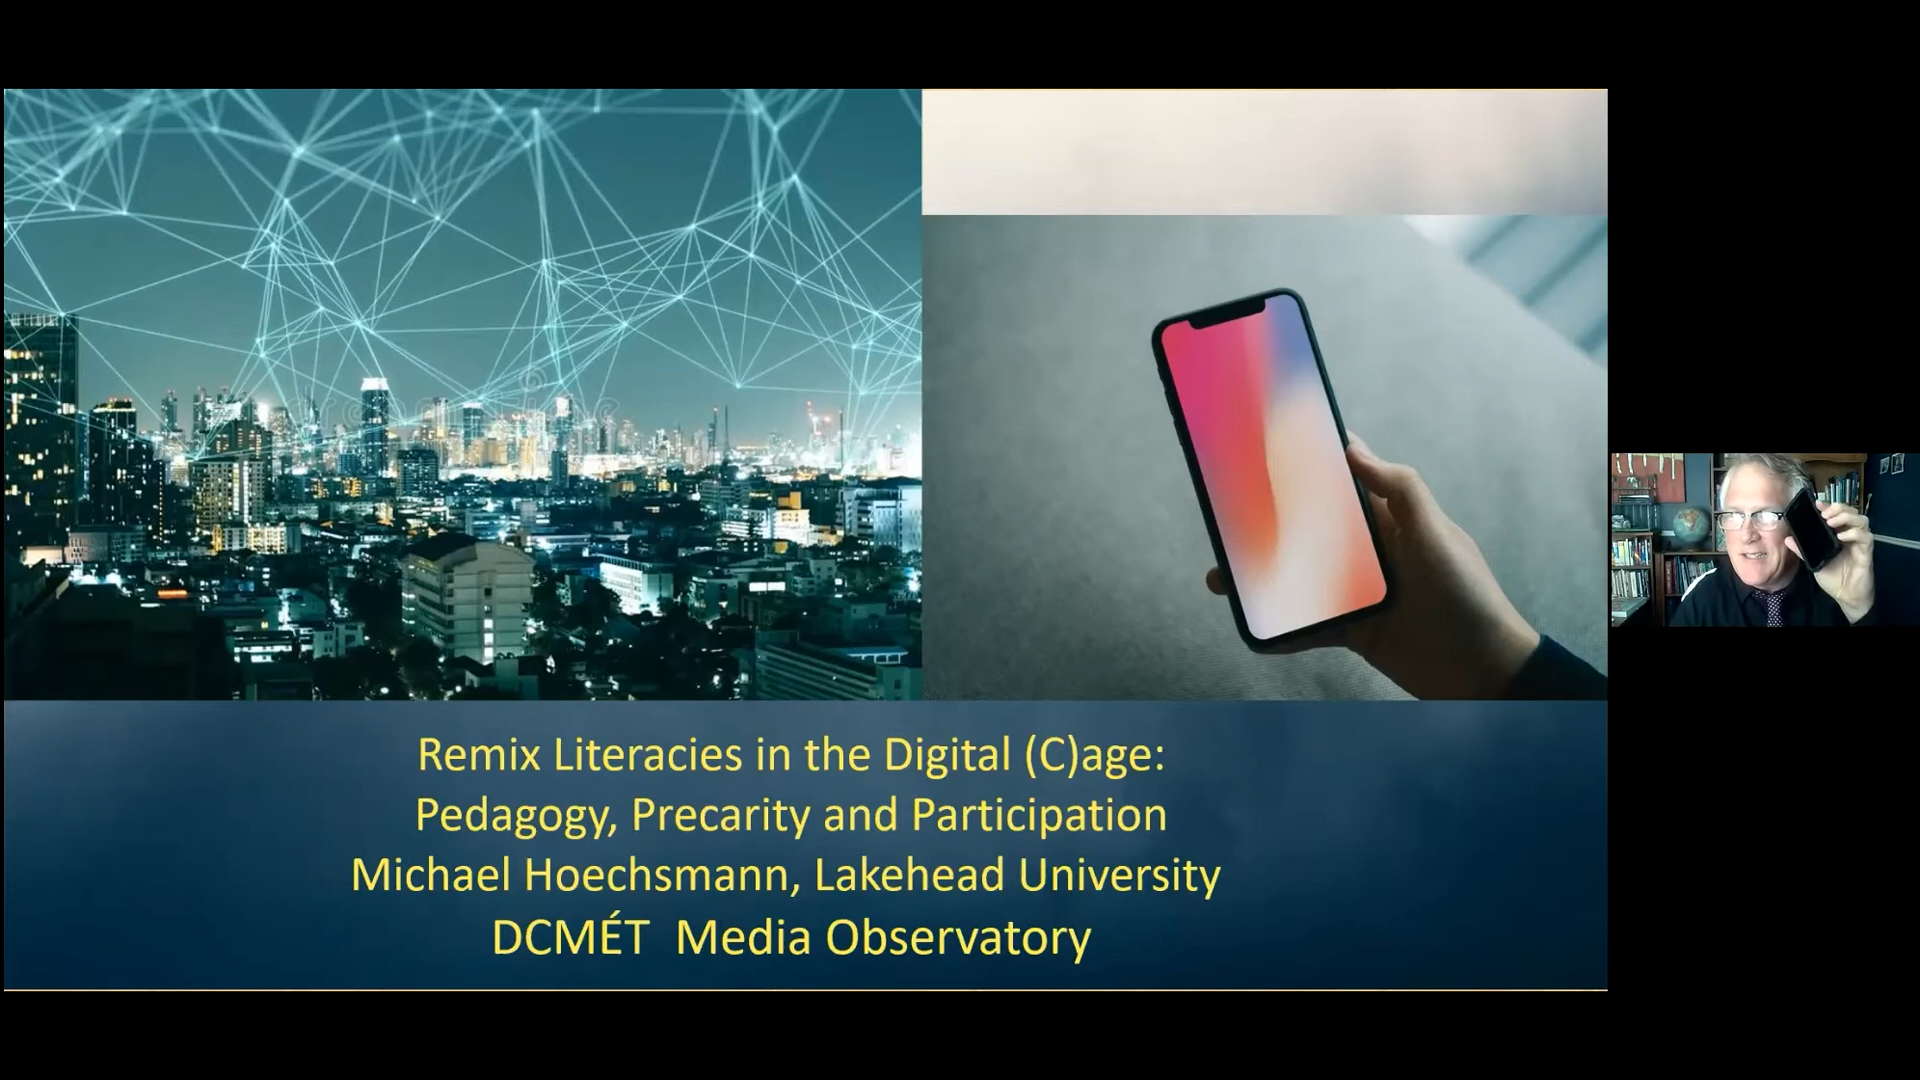 Remix Literacies in the Digital (C)age:
Pedagogy, Precarity and Participation
Michael Hoechsmann, Lakehead University
DCMÉT  Media Observatory